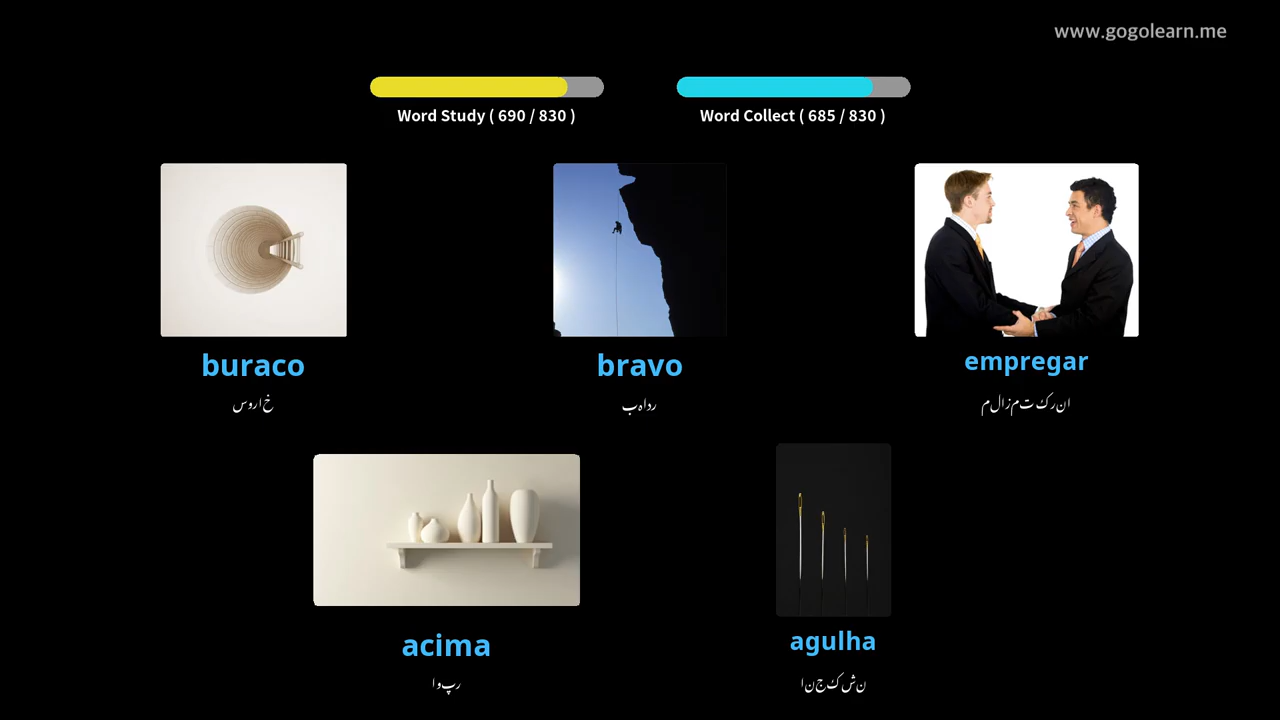 www.gogolearn.me
Word Study ( 690 / 830 )
Word Collect ( 685 / 830 )
buraco
bravo
empregar
سوراخ
بہادر
ملازمت کرنا
acima
agulha
اوپر
انجکشن